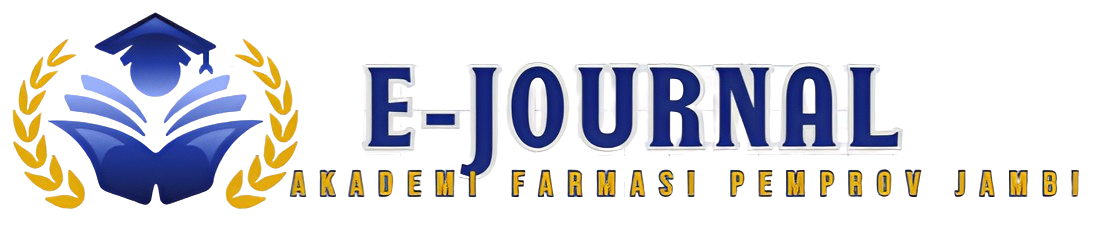 E-JOURNAL
AKADEMI FARMASI PEMPROV JAMBI